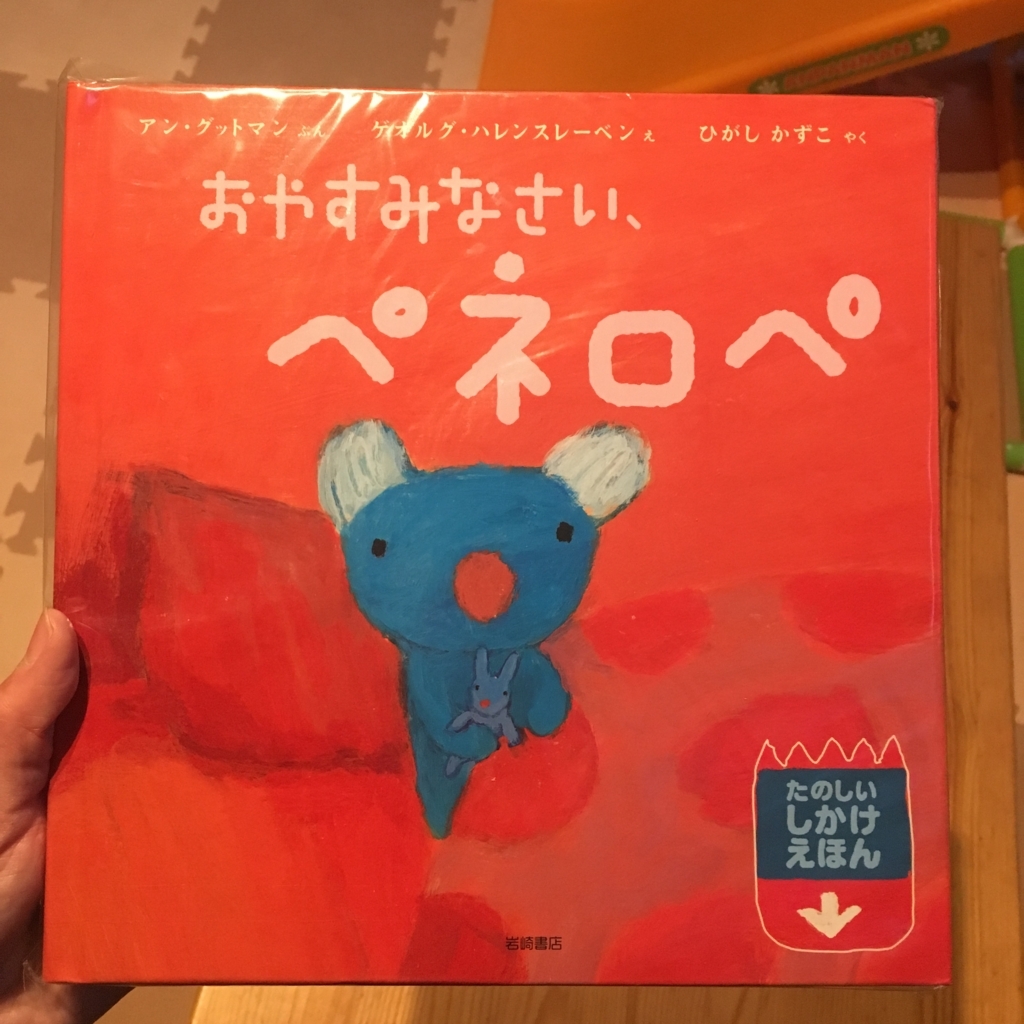 アン・グットマン ぶん　ゲオルグ・ハレンスレーベン え　ひがし かずこ やく
おやすみなさい、
ペネロペ
たのしい
しかけ
えほん
岩崎書店